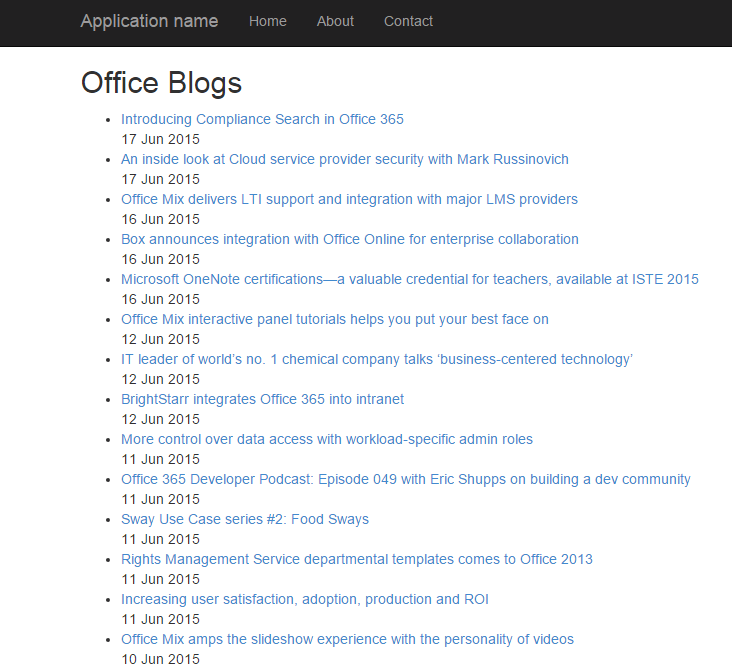 Application name Home About Contact
Office Blogs
Introducing Compliance Search in Office 365
17 Jun 2015
An inside look at Cloud service provider security with Mark Russinovich
17 Jun 2015
Office Mix delivers LTI support and integration with major LMS providers
16 Jun 2015
Box announces integration with Office Online for enterprise collaboration
16 Jun 2015
Microsoft OneNote certifications—a valuable credential for teachers, available at ISTE 2015
16 Jun 2015
Office Mix interactive panel tutorials helps you put your best face on
12 Jun 2015
IT leader of world’s no. 1 chemical company talks ‘business-centered technology’
12 Jun 2015
BrightStarr integrates Office 365 into intranet
12 Jun 2015
More control over data access with workload-specific admin roles
11 Jun 2015
Office 365 Developer Podcast: Episode 049 with Eric Shupps on building a dev community
11 Jun 2015
Sway Use Case series #2: Food Sways
11 Jun 2015
Rights Management Service departmental templates comes to Office 2013
11 Jun 2015
Increasing user satisfaction, adoption, production and ROI
11 Jun 2015
Office Mix amps the slideshow experience with the personality of videos
10 Jun 2015